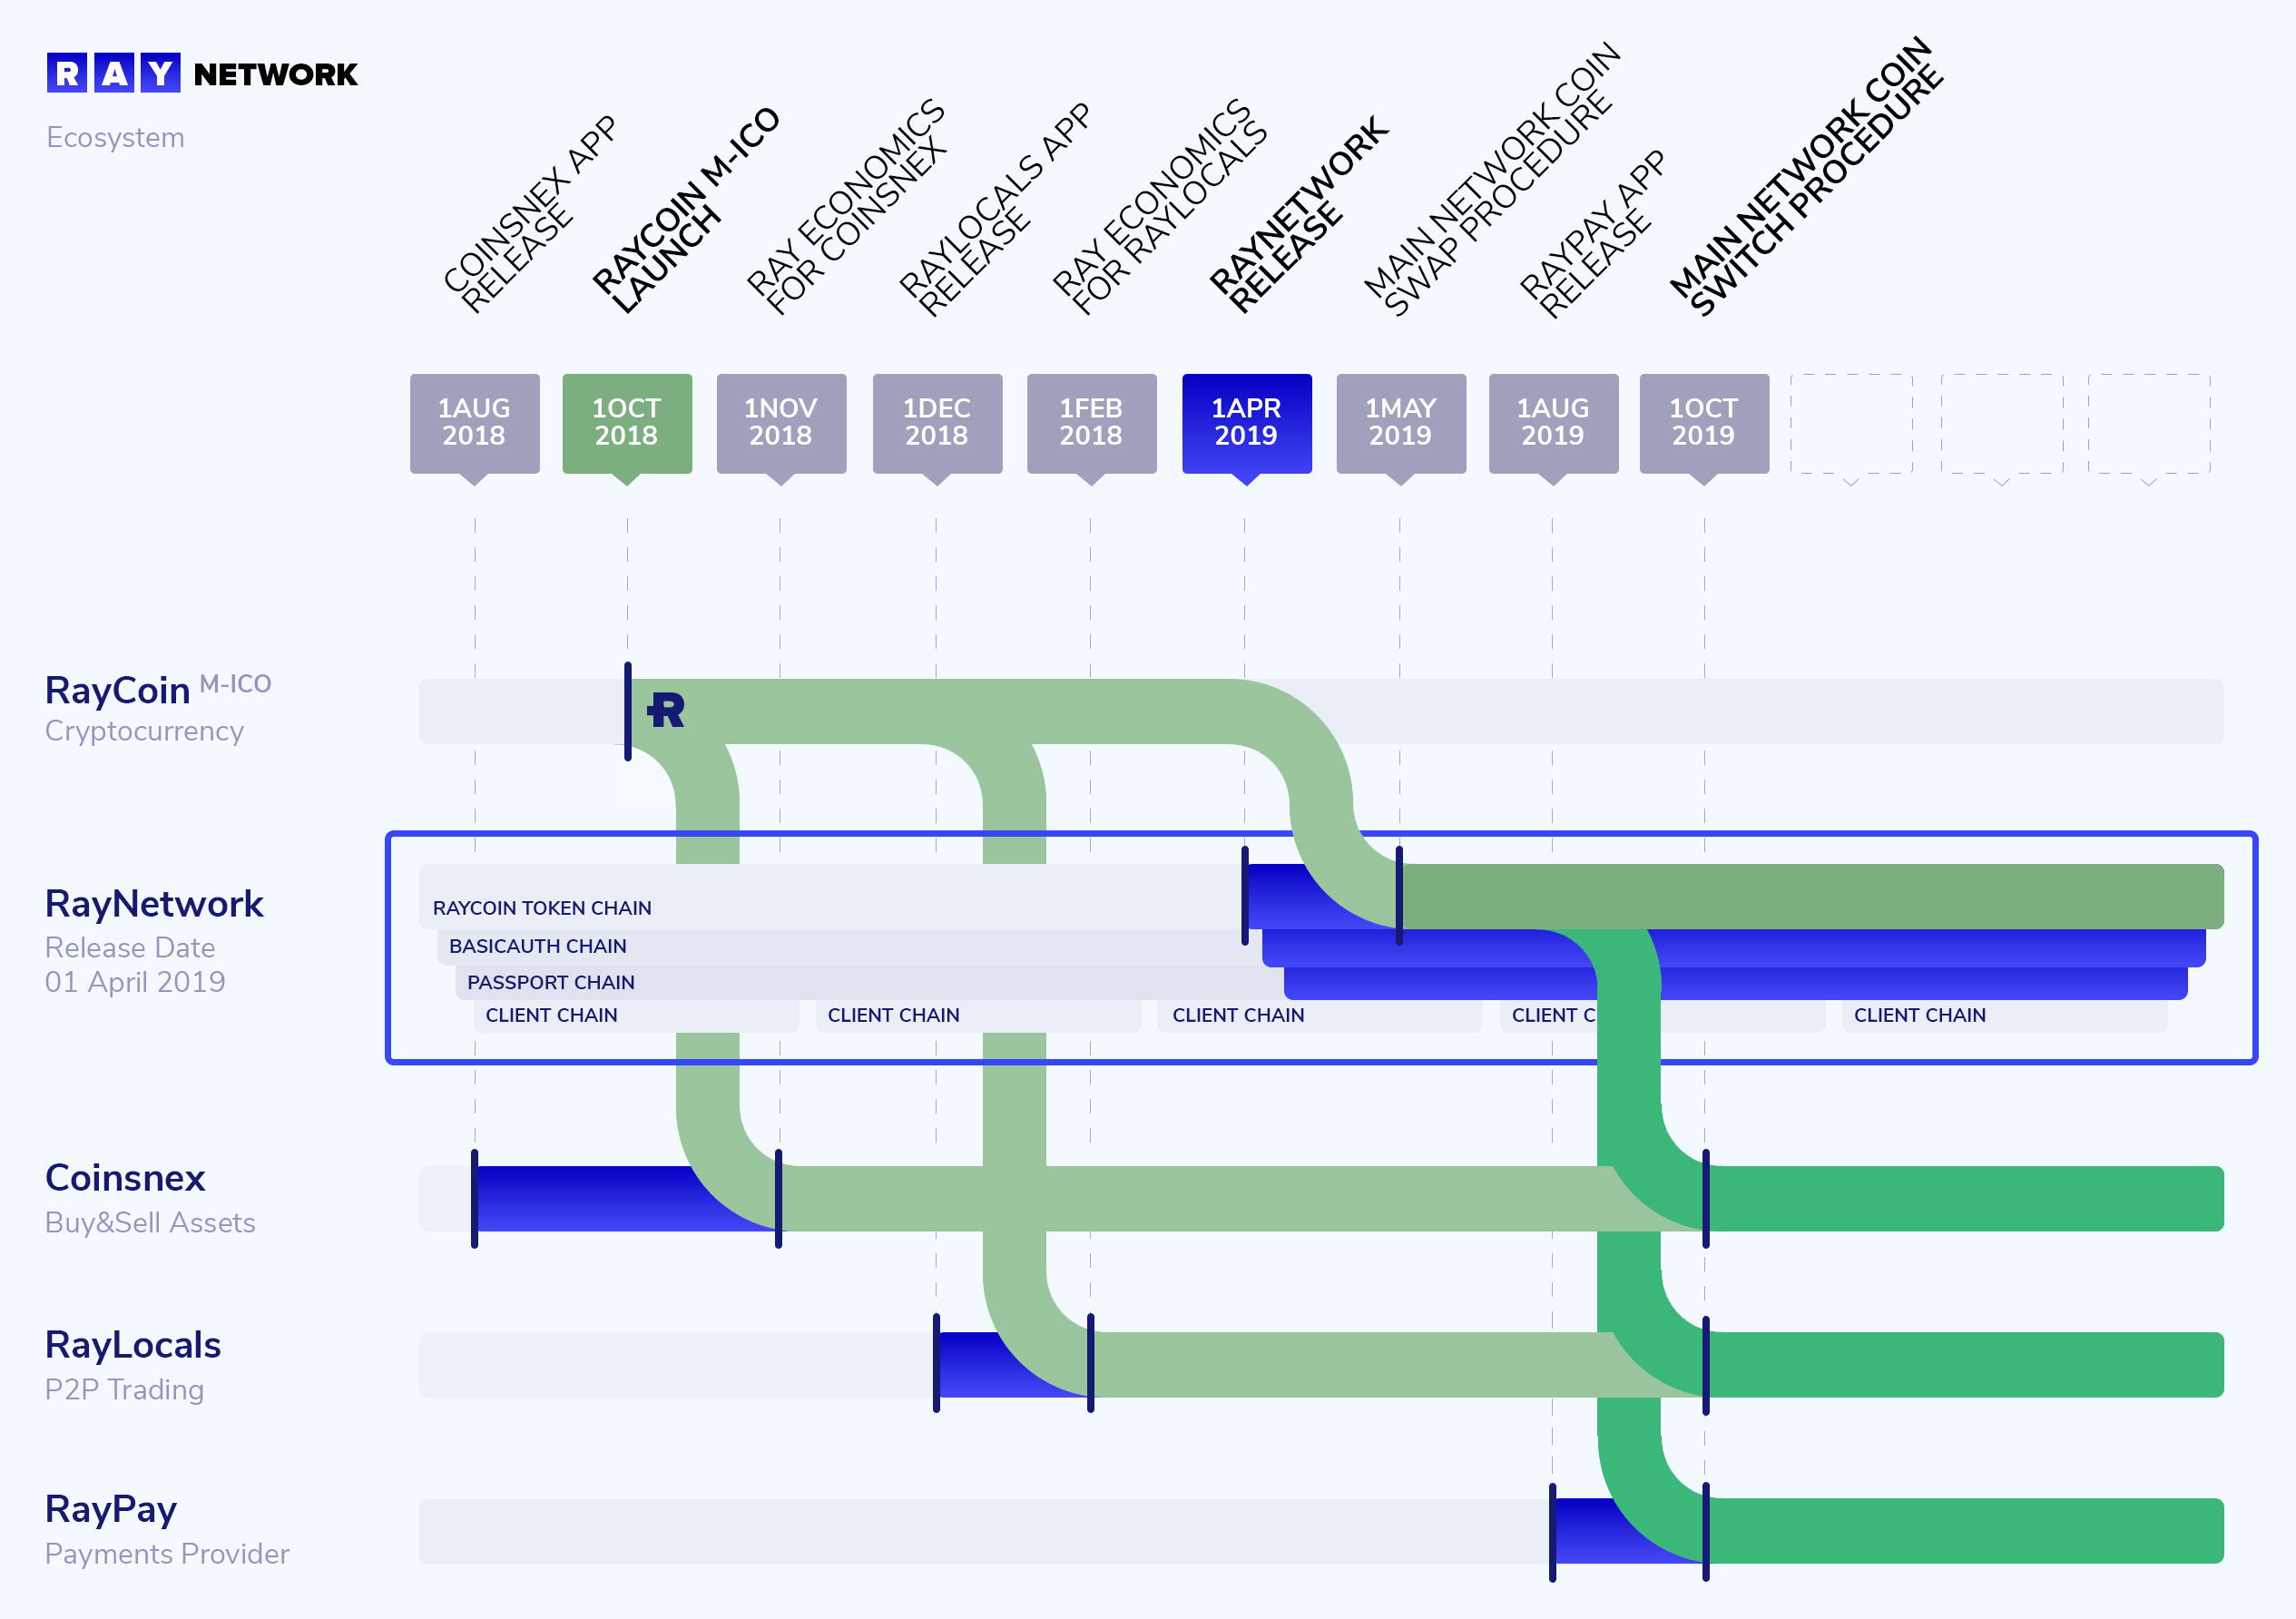 RAY NETWORK
Ecosystem
COINSNEX APP
RELEASE
RAYCOIN M-ICO
LAUNCH
RAY ECONOMICS
FOR COINSNEX
RAYLOCALS APP
RELEASE
RAY ECONOMICS
FOR RAYLOCALS
RAYNETWORK
RELEASE
MAIN NETWORK COIN
SWAP PROCEDURE
RAYPAY APP
RELEASE
MAIN NETWORK COIN
SWITCH PROCEDURE
1AUG
2018
1OCT
2018
1NOV
2018
1DEC
2018
1FEB
2018
1APR
2019
1MAY
2019
1AUG
2019
1OCT
2019
RayCoin M-ICO
Cryptocurrency
R
RayNetwork
Release Date
01 April 2019
RAYCOIN TOKEN CHAIN
BASICAUTH CHAIN
PASSPORT CHAIN
CLIENT CHAIN
CLIENT CHAIN
CLIENT CHAIN
CLIENT C
CLIENT CHAIN
Coinsnex
Buy&Sell Assets
RayLocals
P2P Trading
RayPay
Payments Provider